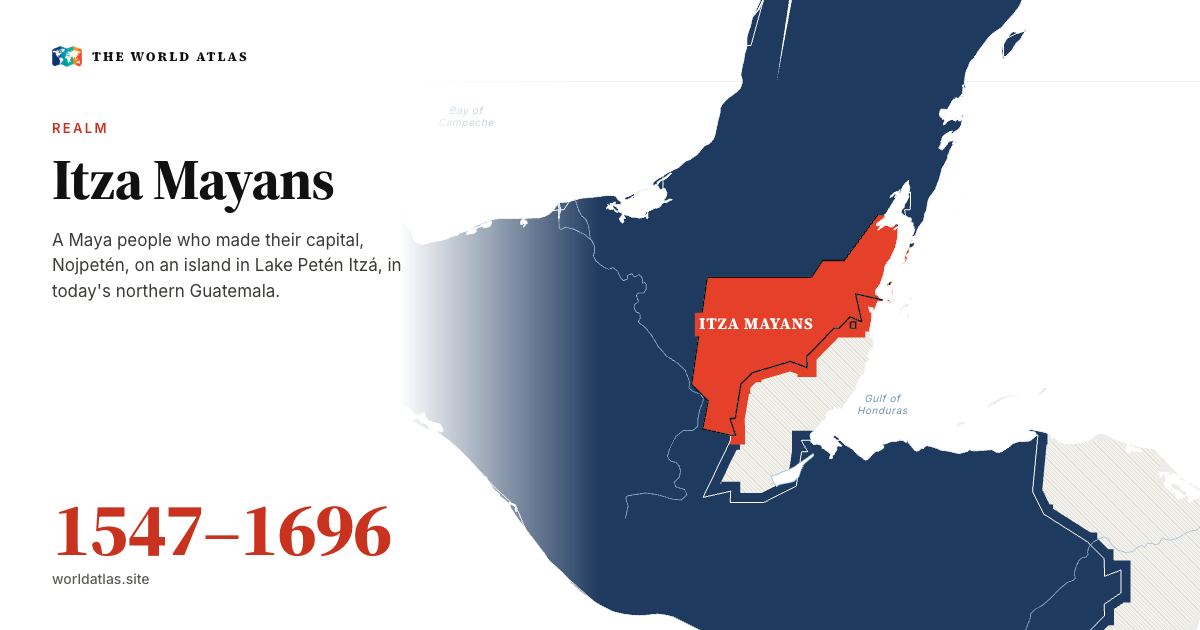 THE WORLD ATLAS
REALM
Itza Mayans
A Maya people who made their capital,
Nojpetén, on an island in Lake Petén Itzá, in
today's northern Guatemala.
1547–1696
worldatlas.site
Bay of
Campeche
ITZA MAYANS
Gulf of
Honduras